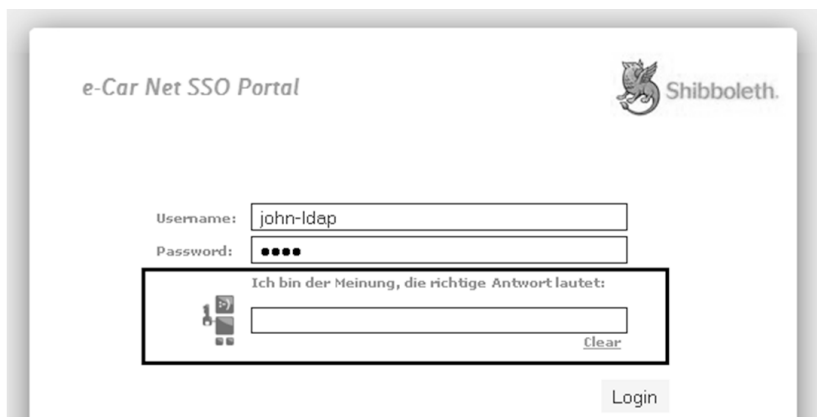 e-Car Net SSO Portal
Shibboleth.
Username: john-ldap
Password: ●●●●
Ich bin der Meinung, die richtige Antwort lautet:
Clear
Login